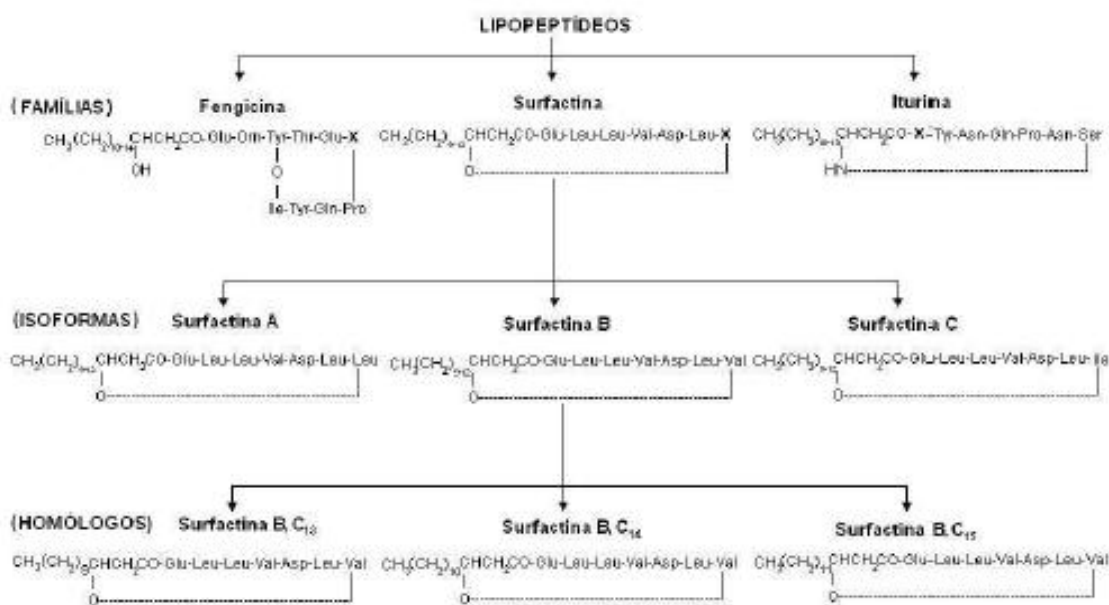 LIPOPEPTÍDEOS
(FAMÍLIAS) Fengicina Surfactina Iturina
CHCHCH₂CO-Glu-Orn-Tyr-Thr-Glu-X CHCHCH₂CO-Glu-Leu-Leu-Val-Asp-Leu-X CHCHCH₂CO-X-Tyr-Asn-Gln-Pro-Asn-Ser
OH O O HN
Ile-Tyr-Gln-Pro
(ISOFORMAS) Surfactina A Surfactina B Surfactina C
CHCH₂CO-Glu-Leu-Leu-Val-Asp-Leu-Leu CHCH₂CO-Glu-Leu-Leu-Val-Asp-Leu-Val CHCH₂CO-Glu-Leu-Leu-Val-Asp-Leu-Ile
O O O
(HOMÓLOGOS) Surfactina B, C₁₃ Surfactina B, C₁₄ Surfactina B, C₁₅
CH₃(CH₂)₉CHCH₂CO-Glu-Leu-Leu-Val-Asp-Leu-Val CH₃(CH₂)₁₀CHCH₂CO-Glu-Leu-Leu-Val-Asp-Leu-Val CHCH₂CO-Glu-Leu-Leu-Val-Asp-Leu-Val
O O O